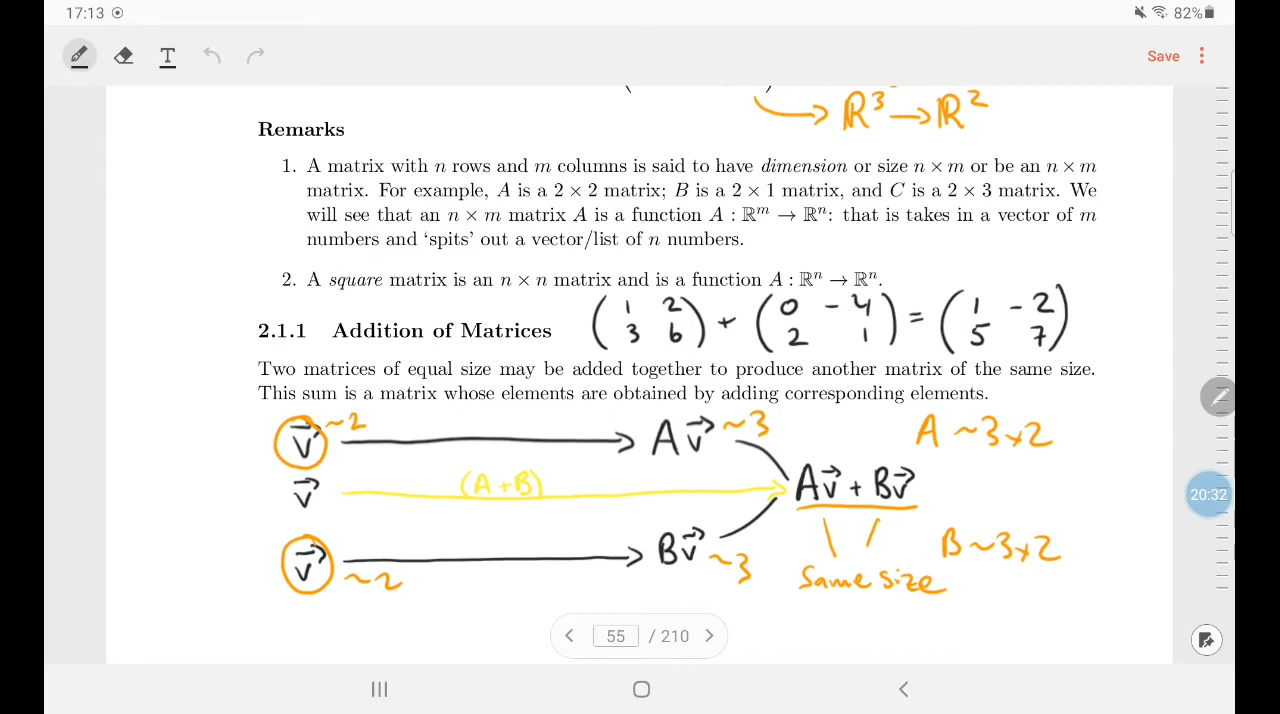 17:13 82%
Save
ℝ³ → ℝ²
Remarks
1. A matrix with n rows and m columns is said to have dimension or size n × m or be an n × m
matrix. For example, A is a 2 × 2 matrix; B is a 2 × 1 matrix, and C is a 2 × 3 matrix. We
will see that an n × m matrix A is a function A : ℝᵐ → ℝⁿ: that is takes in a vector of m
numbers and ‘spits’ out a vector/list of n numbers.
2. A square matrix is an n × n matrix and is a function A : ℝⁿ → ℝⁿ.
(1 2) + (0 -4) = (1 -2)
(3 6) (2 1) (5 7)
2.1.1 Addition of Matrices
Two matrices of equal size may be added together to produce another matrix of the same size.
This sum is a matrix whose elements are obtained by adding corresponding elements.
v⃗ ~2 → Av⃗ ~3 A ~3x2
v⃗ (A+B) → Av⃗ + Bv⃗
20:32
v⃗ ~2 → Bv⃗ ~3 B~3x2
Same size
55 / 210